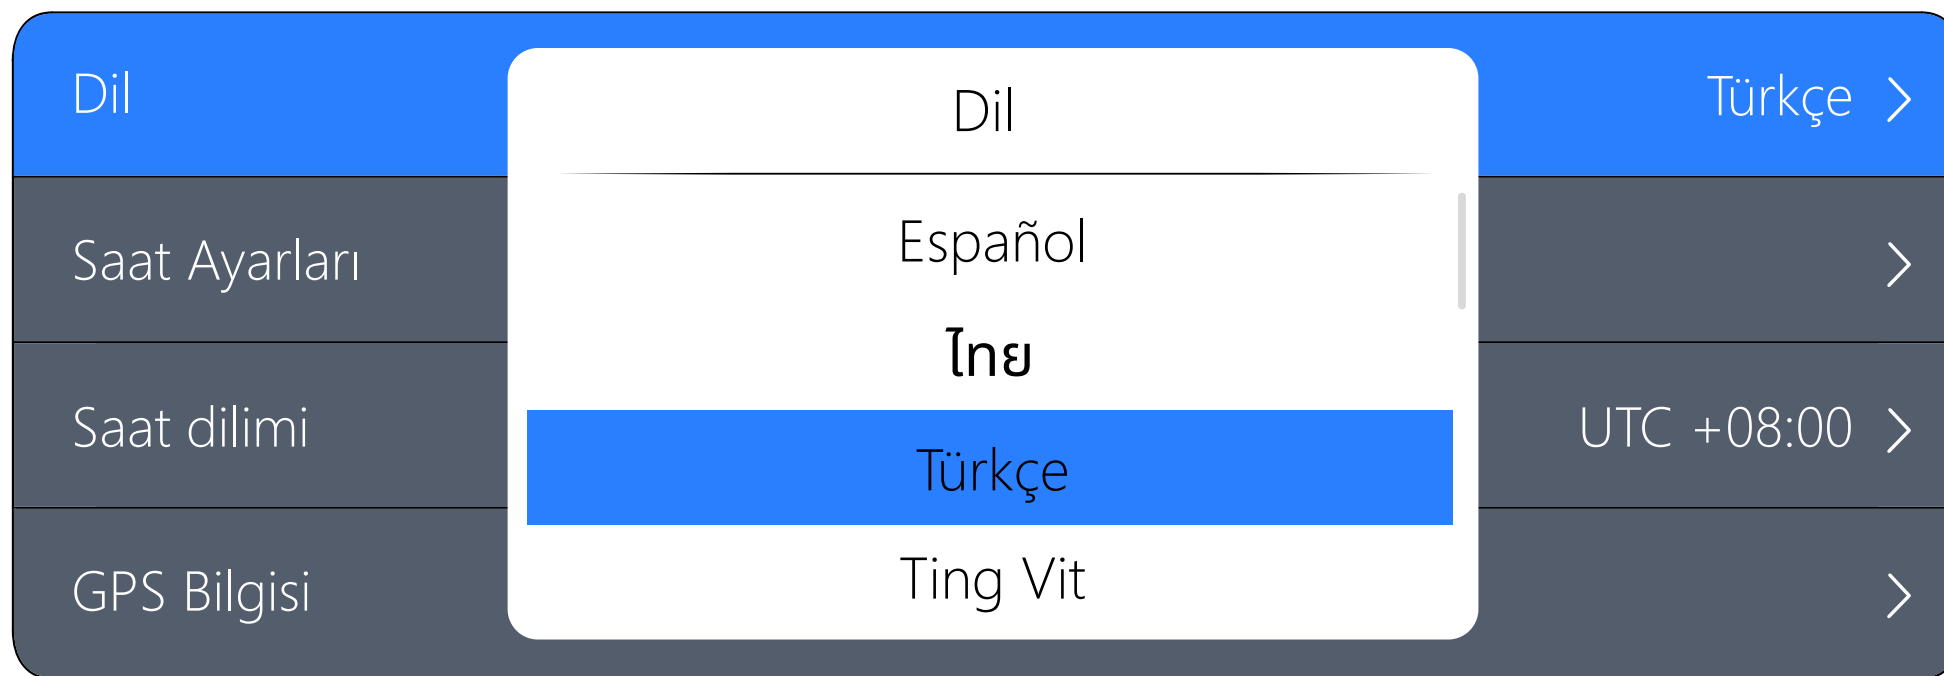 Dil
Türkçe
Saat Ayarları
Saat dilimi
UTC +08:00
GPS Bilgisi
Dil
Español
ไทย
Türkçe
Ting Vit